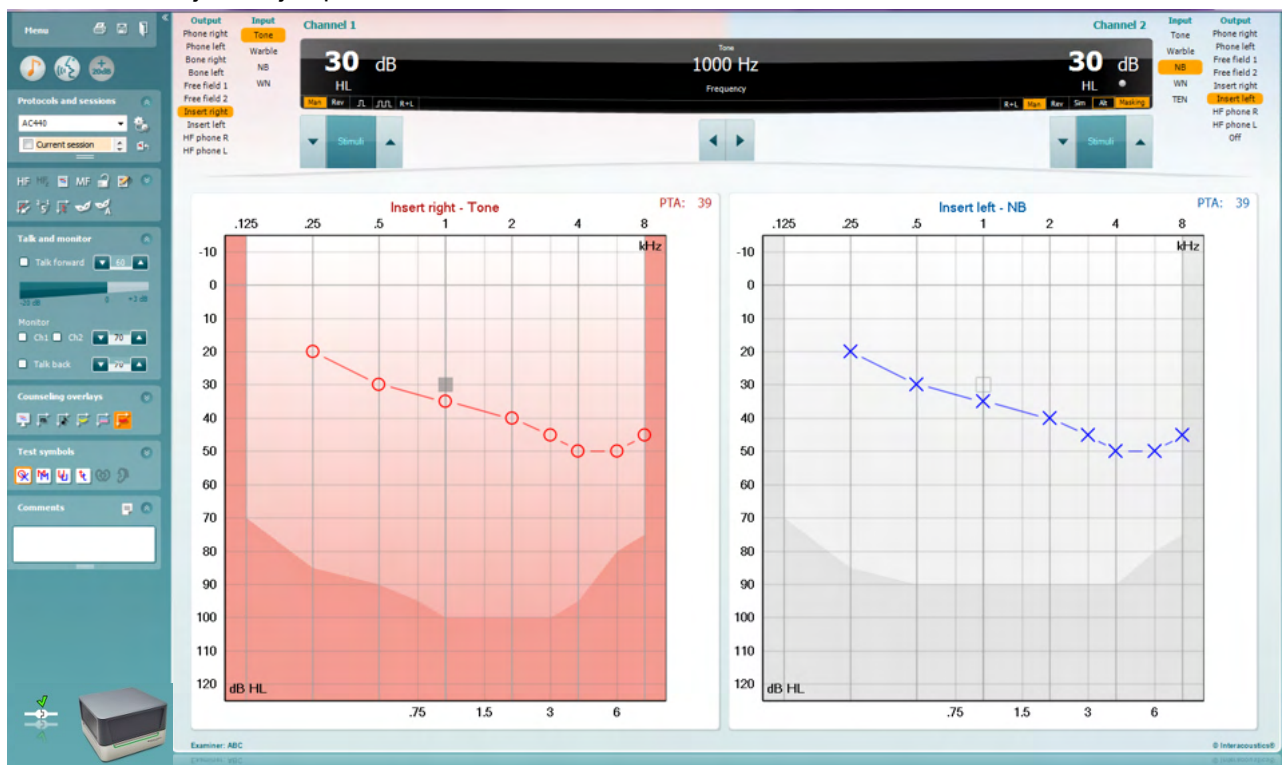 Menu
+
20dB
Protocols and sessions
AC440
Current session
HF
MF
Talk and monitor
Talk forward
60
-20 dB
0
+3 dB
Monitor
Ch1
Ch2
70
Talk back
70
Counseling overlays
Test symbols
Comments
Output
Phone right
Phone left
Bone right
Bone left
Free field 1
Free field 2
Insert right
Insert left
HF phone R
HF phone L
Input
Tone
Warble
NB
WN
Channel 1
30 dB
HL
Man Rev R+L
Tone
1000 Hz
Frequency
Channel 2
30 dB
HL
R+L Man Rev Sim Alt Masking
Input
Tone
Warble
NB
WN
TEN
Output
Phone right
Phone left
Free field 1
Free field 2
Insert right
Insert left
HF phone R
HF phone L
Off
Stimuli
Stimuli
Insert right - Tone
PTA: 39
.125 .25 .5 1 2 4 8
kHz
-10
0
10
20
30
40
50
60
70
80
90
100
110
120
dB HL
.75 1.5 3 6
Insert left - NB
PTA: 39
.125 .25 .5 1 2 4 8
kHz
-10
0
10
20
30
40
50
60
70
80
90
100
110
120
dB HL
.75 1.5 3 6
Examiner: ABC
© Interacoustics®